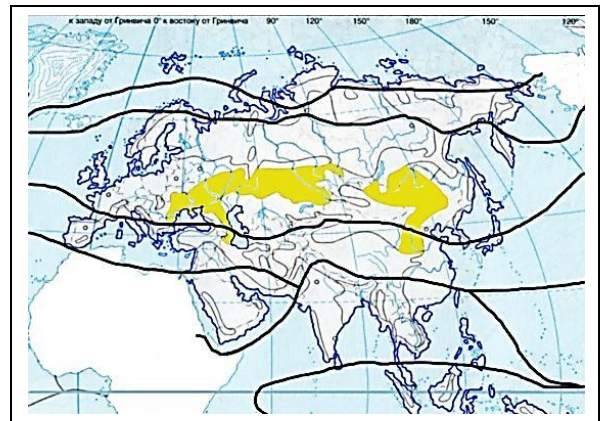 к западу от Гринвича 0° к востоку от Гринвича 90° 120° 150° 180° 150° 120°